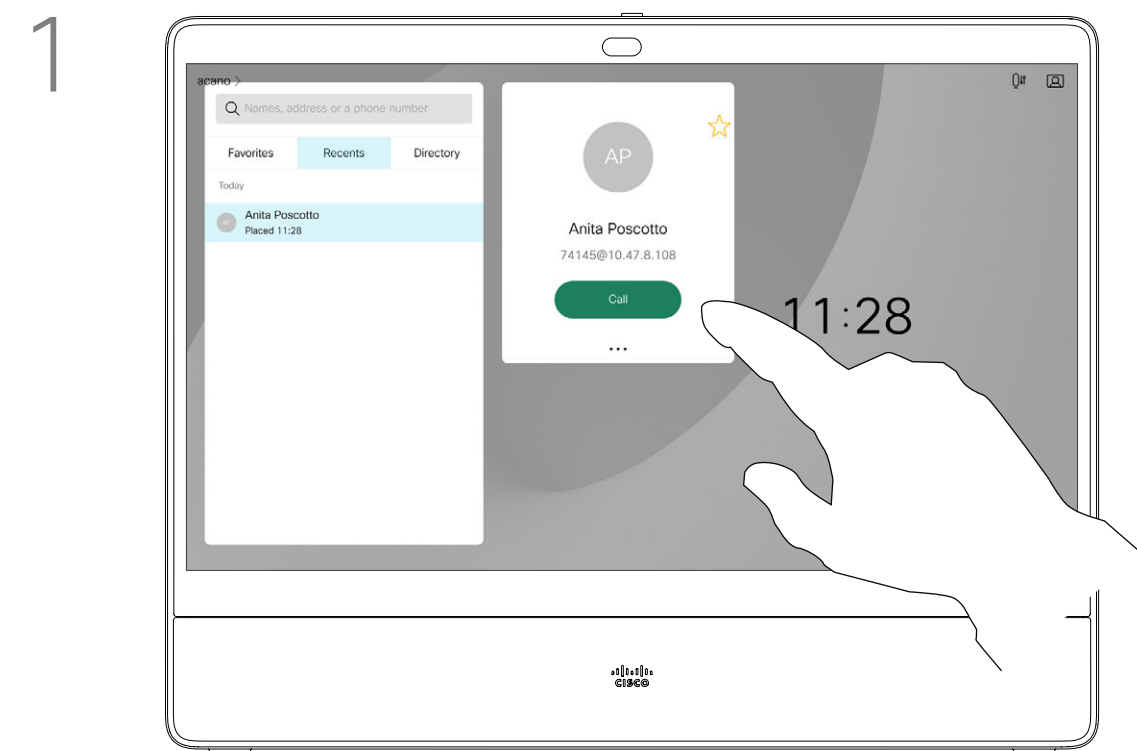 1
acano >
Names, address or a phone number
Favorites Recents Directory
Today
AP Anita Poscotto
Placed 11:28
AP
Anita Poscotto
74145@10.47.8.108
Call
...
11:28
CISCO